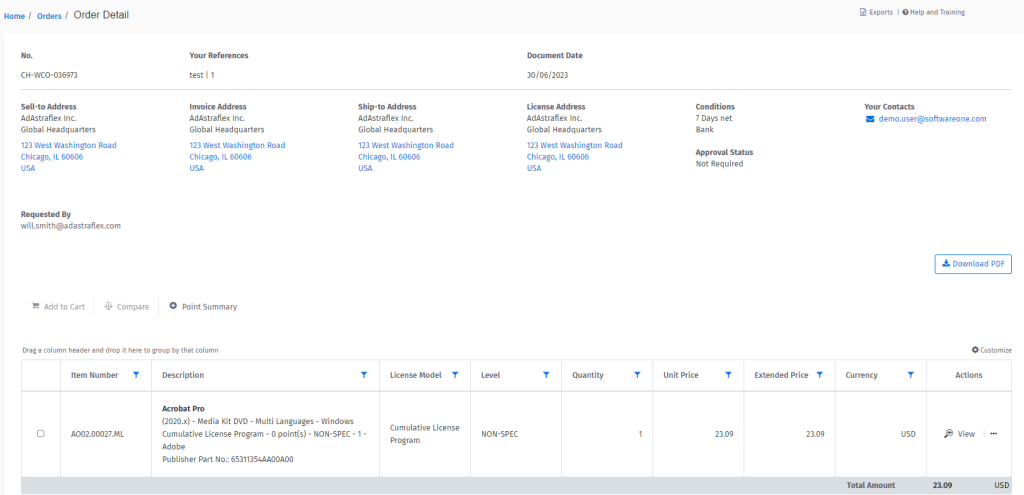 Home / Orders / Order Detail
Exports | Help and Training
No.
Your References
Document Date
CH-WCO-036973
test | 1
30/06/2023
Sell-to Address
AdAstraflex Inc.
Global Headquarters
123 West Washington Road
Chicago, IL 60606
USA
Invoice Address
AdAstraflex Inc.
Global Headquarters
123 West Washington Road
Chicago, IL 60606
USA
Ship-to Address
AdAstraflex Inc.
Global Headquarters
123 West Washington Road
Chicago, IL 60606
USA
License Address
AdAstraflex Inc.
Global Headquarters
123 West Washington Road
Chicago, IL 60606
USA
Conditions
7 Days net
Bank
Approval Status
Not Required
Your Contacts
demo.user@softwareone.com
Requested By
will.smith@adastraflex.com
Download PDF
Add to Cart
Compare
Point Summary
Drag a column header and drop it here to group by that column
Customize
Item Number
Description
License Model
Level
Quantity
Unit Price
Extended Price
Currency
Actions
AO02.00027.ML
Acrobat Pro
(2020.x) - Media Kit DVD - Multi Languages - Windows
Cumulative License Program - 0 point(s) - NON-SPEC - 1 -
Adobe
Publisher Part No.: 65311354AA00A00
Cumulative License
Program
NON-SPEC
1
23.09
23.09
USD
View
Total Amount
23.09
USD